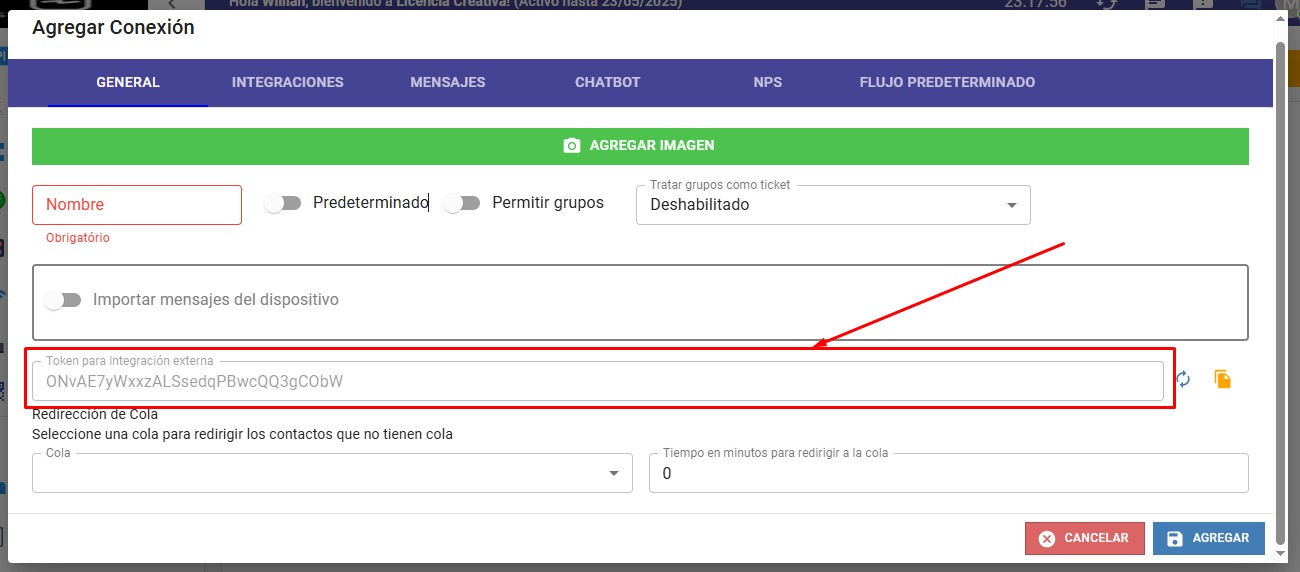 Hola Willian, bienvenido a Licencia Creativa! (Activo hasta 23/05/2025)
23:17:56
Agregar Conexión
GENERAL
INTEGRACIONES
MENSAJES
CHATBOT
NPS
FLUJO PREDETERMINADO
AGREGAR IMAGEN
Nombre
Obrigatório
Predeterminado
Permitir grupos
Tratar grupos como ticket
Deshabilitado
Importar mensajes del dispositivo
Token para integración externa
ONvAE7yWxxzALSsedqPBwcQQ3gCObW
Redirección de Cola
Seleccione una cola para redirigir los contactos que no tienen cola
Cola
Tiempo en minutos para redirigir a la cola
0
CANCELAR
AGREGAR